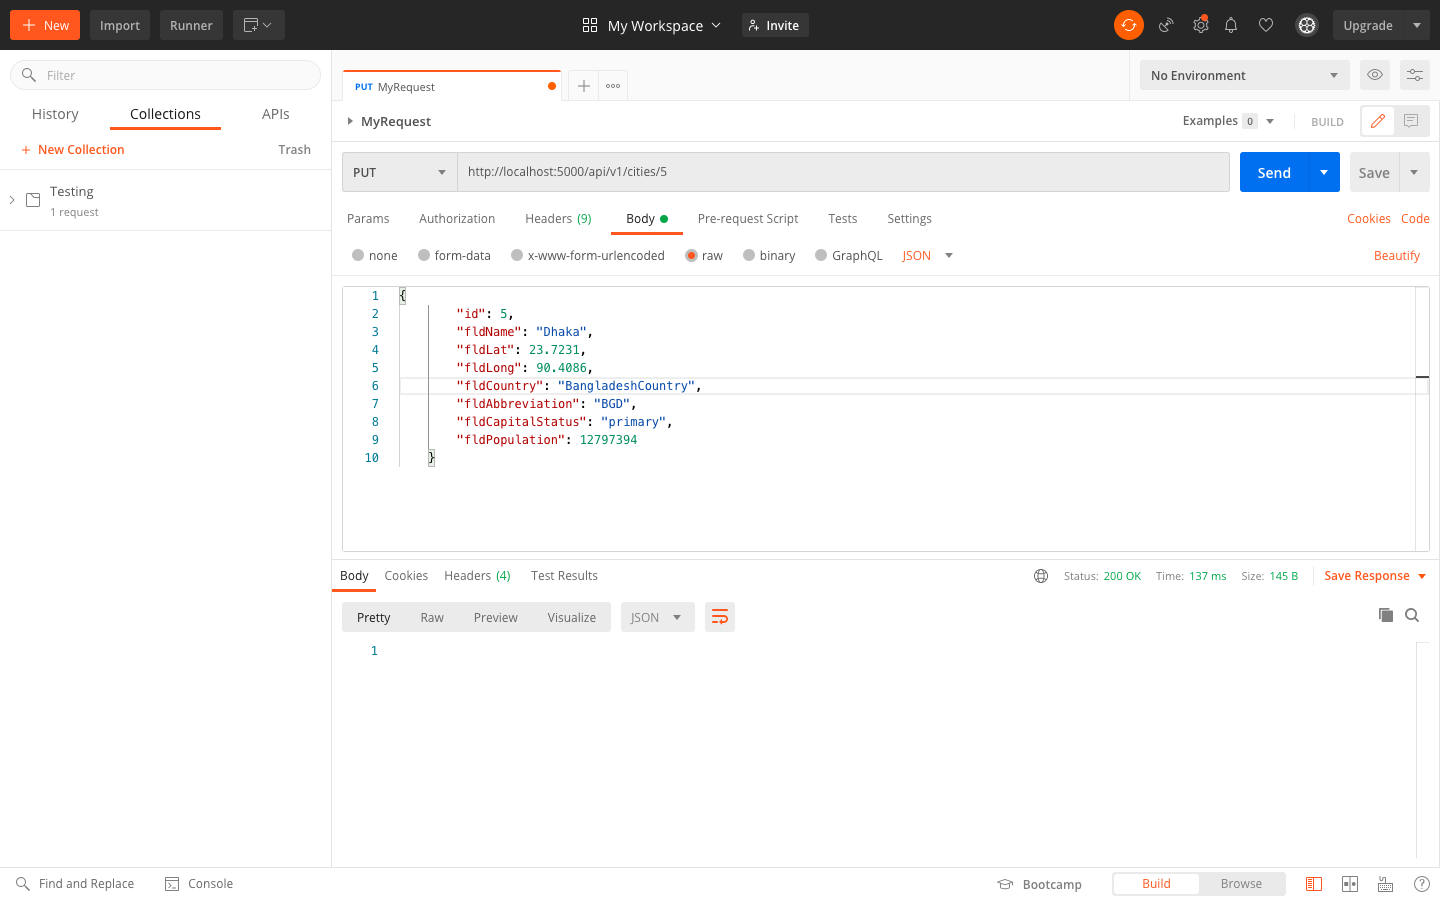 New
Import
Runner
My Workspace
Invite
Upgrade
Filter
History
Collections
APIs
New Collection
Trash
Testing
1 request
PUT MyRequest
No Environment
MyRequest
Examples 0
BUILD
PUT
http://localhost:5000/api/v1/cities/5
Send
Save
Params
Authorization
Headers (9)
Body
Pre-request Script
Tests
Settings
Cookies
Code
none
form-data
x-www-form-urlencoded
raw
binary
GraphQL
JSON
Beautify
1 {
2 "id": 5,
3 "fldName": "Dhaka",
4 "fldLat": 23.7231,
5 "fldLong": 90.4086,
6 "fldCountry": "BangladeshCountry",
7 "fldAbbreviation": "BGD",
8 "fldCapitalStatus": "primary",
9 "fldPopulation": 12797394
10 }
Body
Cookies
Headers (4)
Test Results
Status: 200 OK
Time: 137 ms
Size: 145 B
Save Response
Pretty
Raw
Preview
Visualize
JSON
1
Find and Replace
Console
Bootcamp
Build
Browse